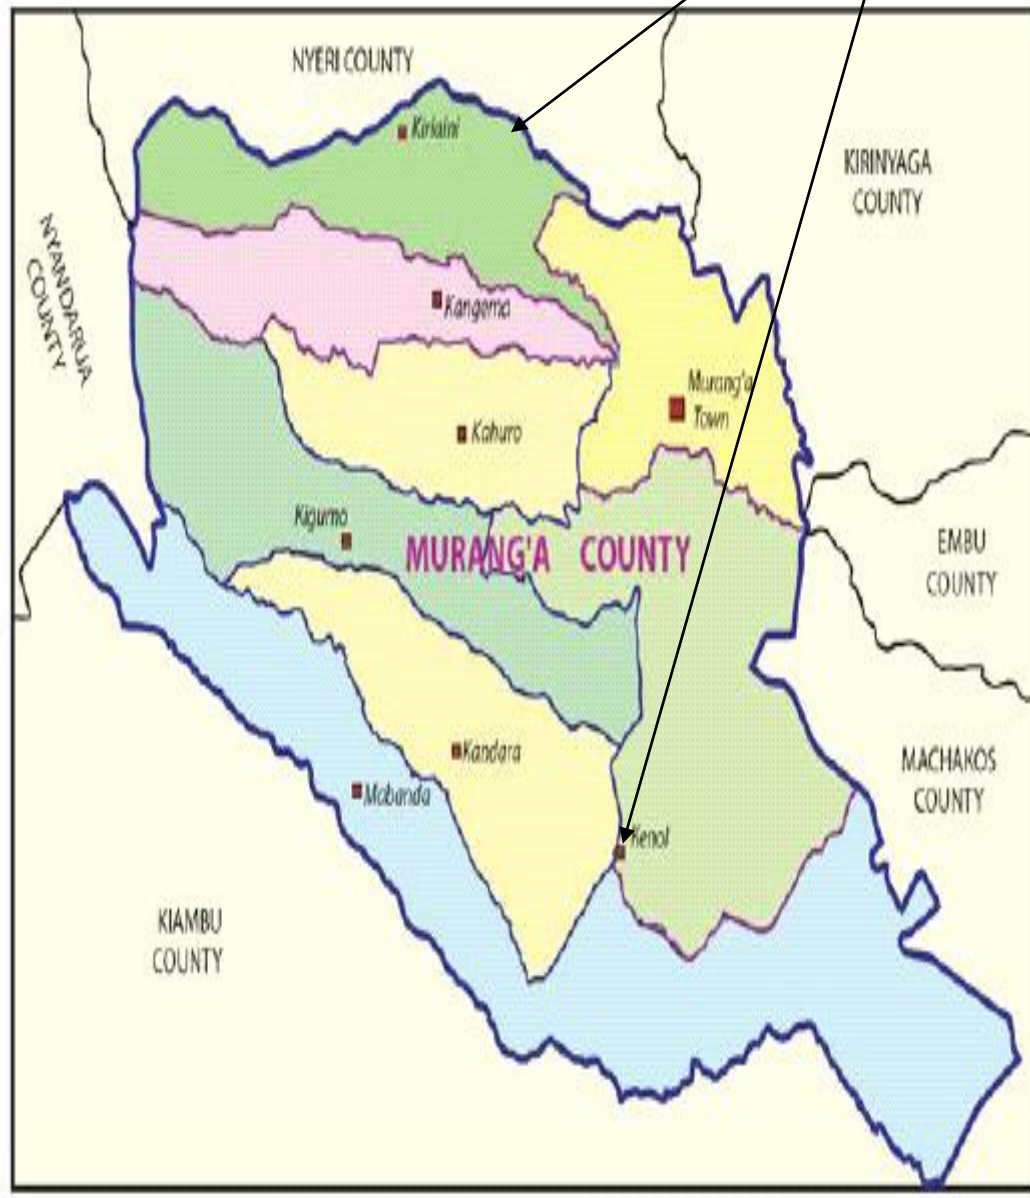 NYERI COUNTY
Kiriaini
KIRINYAGA
COUNTY
NYANDARUA
COUNTY
Kangema
Murang'a
Town
Kahuro
Kigumo
MURANG'A COUNTY
EMBU
COUNTY
Kandara
MACHAKOS
COUNTY
Mabanda
Kenol
KIAMBU
COUNTY